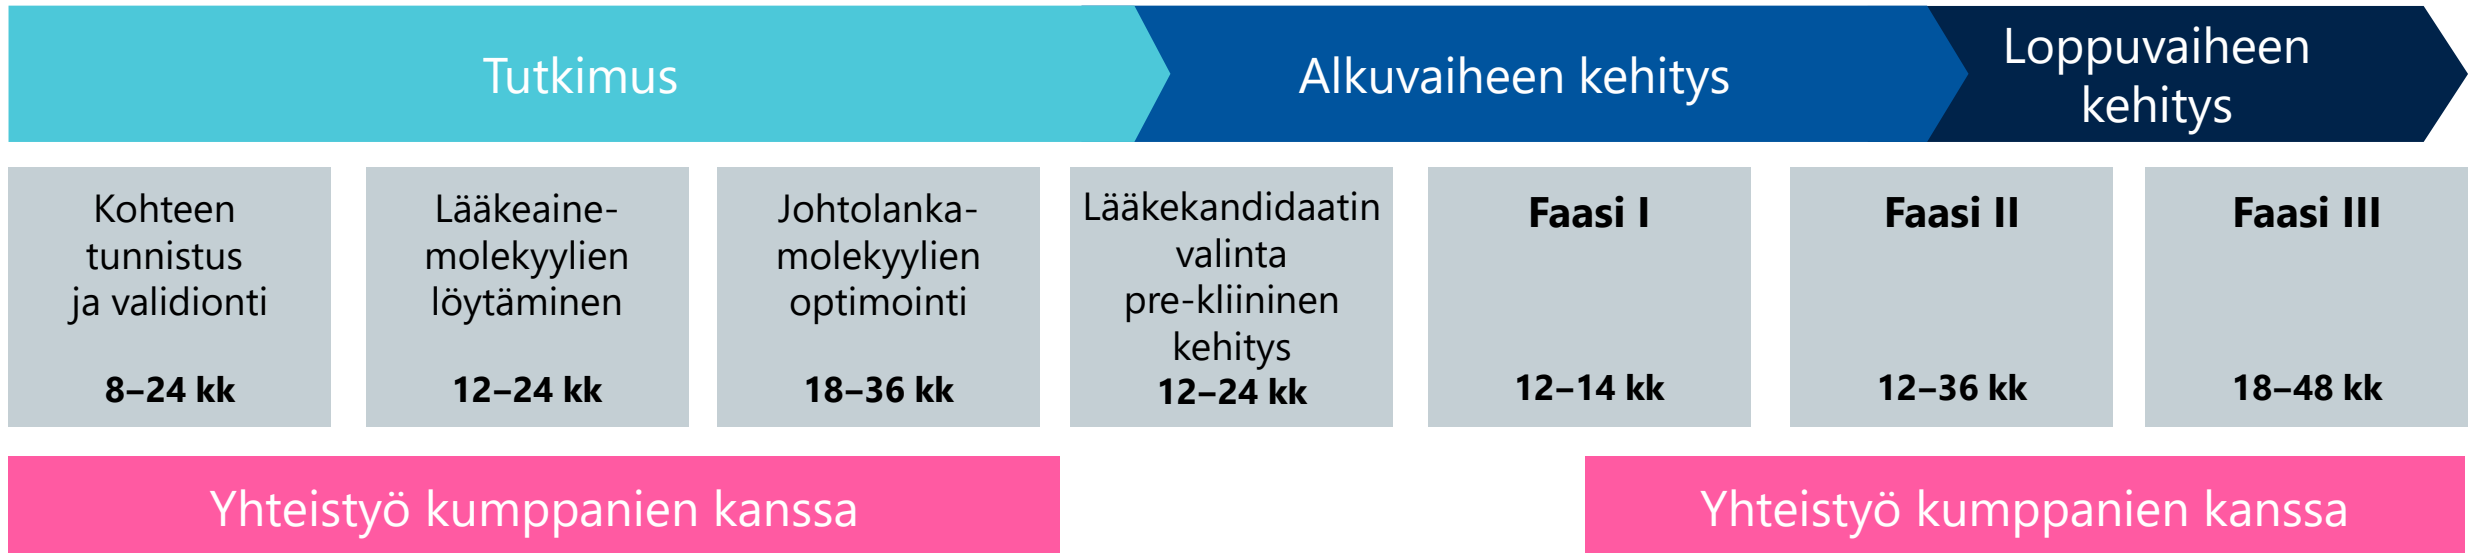 Tutkimus
Alkuvaiheen kehitys
Loppuvaiheen
kehitys
Kohteen
tunnistus
ja validionti
8–24 kk
Lääkeaine-
molekyylien
löytäminen
12–24 kk
Johtolanka-
molekyylien
optimointi
18–36 kk
Lääkekandidaatin
valinta
pre-kliininen
kehitys
12–24 kk
Faasi I
12–14 kk
Faasi II
12–36 kk
Faasi III
18–48 kk
Yhteistyö kumppanien kanssa
Yhteistyö kumppanien kanssa